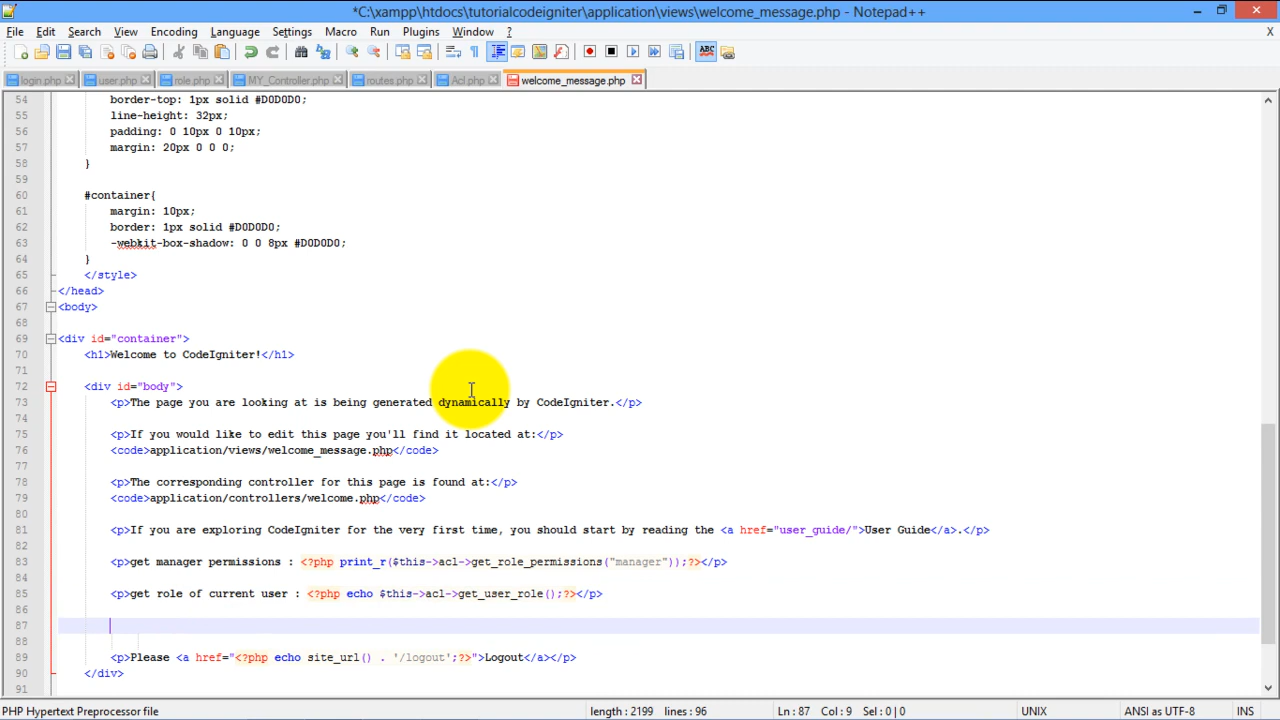 *C:\xampp\htdocs\tutorialcodeigniter\application\views\welcome_message.php - Notepad++
File Edit Search View Encoding Language Settings Macro Run Plugins Window ? X
login.php user.php role.php MY_Controller.php routes.php Acl.php welcome_message.php
54 border-top: 1px solid #D0D0D0;
55 line-height: 32px;
56 padding: 0 10px 0 10px;
57 margin: 20px 0 0 0;
58 }
59
60 #container{
61 margin: 10px;
62 border: 1px solid #D0D0D0;
63 -webkit-box-shadow: 0 0 8px #D0D0D0;
64 }
65 </style>
66 </head>
67 <body>
68
69 <div id="container">
70 <h1>Welcome to CodeIgniter!</h1>
71
72 <div id="body">
73 <p>The page you are looking at is being generated dynamically by CodeIgniter.</p>
74
75 <p>If you would like to edit this page you'll find it located at:</p>
76 <code>application/views/welcome_message.php</code>
77
78 <p>The corresponding controller for this page is found at:</p>
79 <code>application/controllers/welcome.php</code>
80
81 <p>If you are exploring CodeIgniter for the very first time, you should start by reading the <a href="user_guide/">User Guide</a>.</p>
82
83 <p>get manager permissions : <?php print_r($this->acl->get_role_permissions("manager"));?></p>
84
85 <p>get role of current user : <?php echo $this->acl->get_user_role();?></p>
86
87
88
89 <p>Please <a href="<?php echo site_url() . '/logout';?>">Logout</a></p>
90 </div>
91
PHP Hypertext Preprocessor file length : 2199 lines : 96 Ln : 87 Col : 9 Sel : 0 | 0 UNIX ANSI as UTF-8 INS